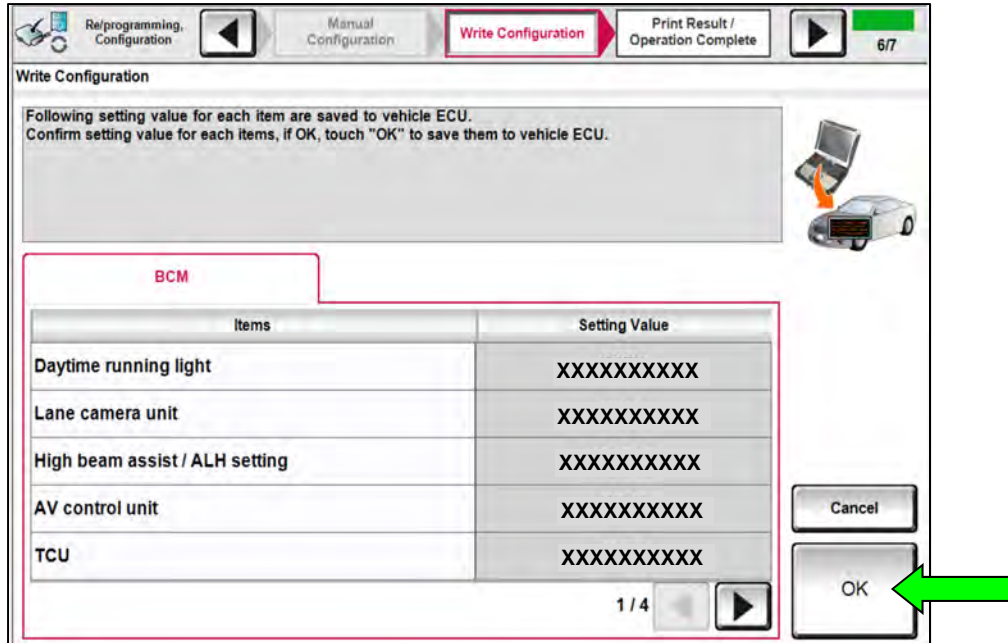 Re/programming,
Configuration
Manual
Configuration
Write Configuration
Print Result /
Operation Complete
6/7
Write Configuration
Following setting value for each item are saved to vehicle ECU.
Confirm setting value for each items, if OK, touch "OK" to save them to vehicle ECU.
BCM
Items Setting Value
Daytime running light XXXXXXXXXX
Lane camera unit XXXXXXXXXX
High beam assist / ALH setting XXXXXXXXXX
AV control unit XXXXXXXXXX
TCU XXXXXXXXXX
Cancel
OK
1 / 4